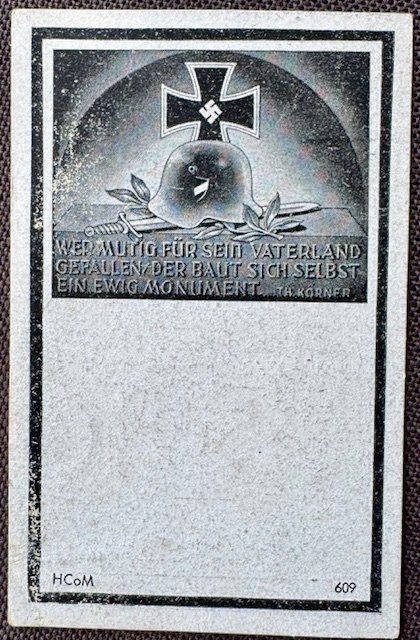 WER MUTIG FÜR SEIN VATERLAND
GEFALLEN/DER BAUT SICH SELBST
EIN EWIG MONUMENT. TH. KÖRNER
HCoM
609